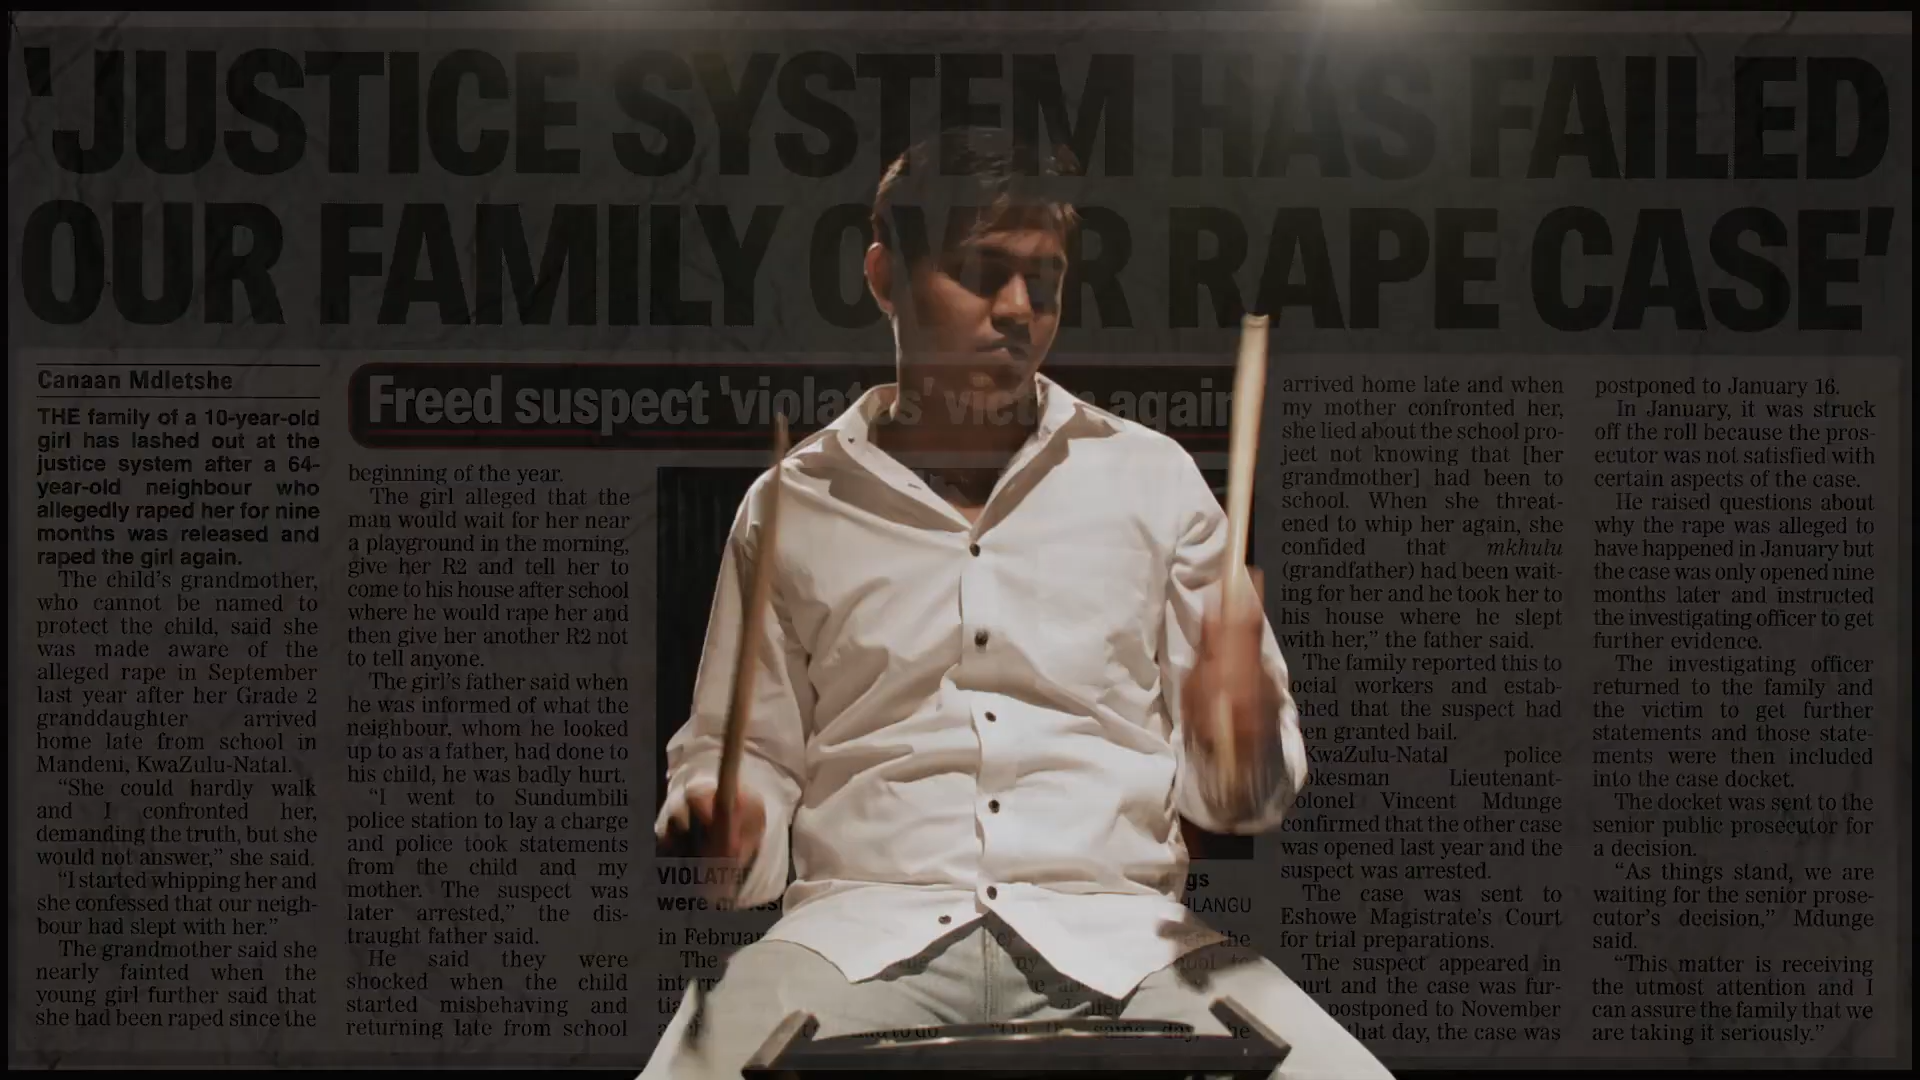 'JUSTICE SYSTEM HAS FAILED
OUR FAMILY OVER RAPE CASE'
Canaan Mdletshe
THE family of a 10-year-old
girl has lashed out at the
justice system after a 64-
year-old neighbour who
allegedly raped her for nine
months was released and
raped the girl again.
The child's grandmother,
who cannot be named to
protect the child, said she
was made aware of the
alleged rape in September
last year after her Grade 2
granddaughter arrived
home late from school in
Mandeni, KwaZulu-Natal.
"She could hardly walk
and I confronted her,
demanding the truth, but she
would not answer," she said.
"I started whipping her and
she confessed that our neigh-
bour had slept with her."
The grandmother said she
nearly fainted when the
young girl further said that
she had been raped since the
Freed suspect 'violates' victim again
beginning of the year.
The girl alleged that the
man would wait for her near
a playground in the morning,
give her R2 and tell her to
come to his house after school
where he would rape her and
then give her another R2 not
to tell anyone.
The girl's father said when
he was informed of what the
neighbour, whom he looked
up to as a father, had done to
his child, he was badly hurt.
"I went to Sundumbili
police station to lay a charge
and police took statements
from the child and my
mother. The suspect was
later arrested," the dis-
traught father said.
He said they were
shocked when the child
started misbehaving and
returning late from school
were
in
The
to do
"On the same day, he
arrived home late and when
my mother confronted her,
she lied about the school pro-
ject not knowing that [her
grandmother] had been to
school. When she threat-
ened to whip her again, she
confided that mkhulu
(grandfather) had been wait-
ing for her and he took her to
his house where he slept
with her," the father said.
The family reported this to
workers and estab-
that the suspect had
granted bail.
KwaZulu-Natal police
Lieutenant-
Vincent Mdunge
confirmed that the other case
was opened last year and the
suspect was arrested.
The case was sent to
Eshowe Magistrate's Court
for trial preparations.
The suspect appeared in
and the case was fur-
postponed to November
that day, the case was
postponed to January 16.
In January, it was struck
off the roll because the pros-
ecutor was not satisfied with
certain aspects of the case.
He raised questions about
why the rape was alleged to
have happened in January but
the case was only opened nine
months later and instructed
the investigating officer to get
further evidence.
The investigating officer
returned to the family and
the victim to get further
statements and those state-
ments were then included
into the case docket.
The docket was sent to the
senior public prosecutor for
a decision.
"As things stand, we are
waiting for the senior prose-
cutor's decision," Mdunge
said.
"This matter is receiving
the utmost attention and I
can assure the family that we
are taking it seriously."